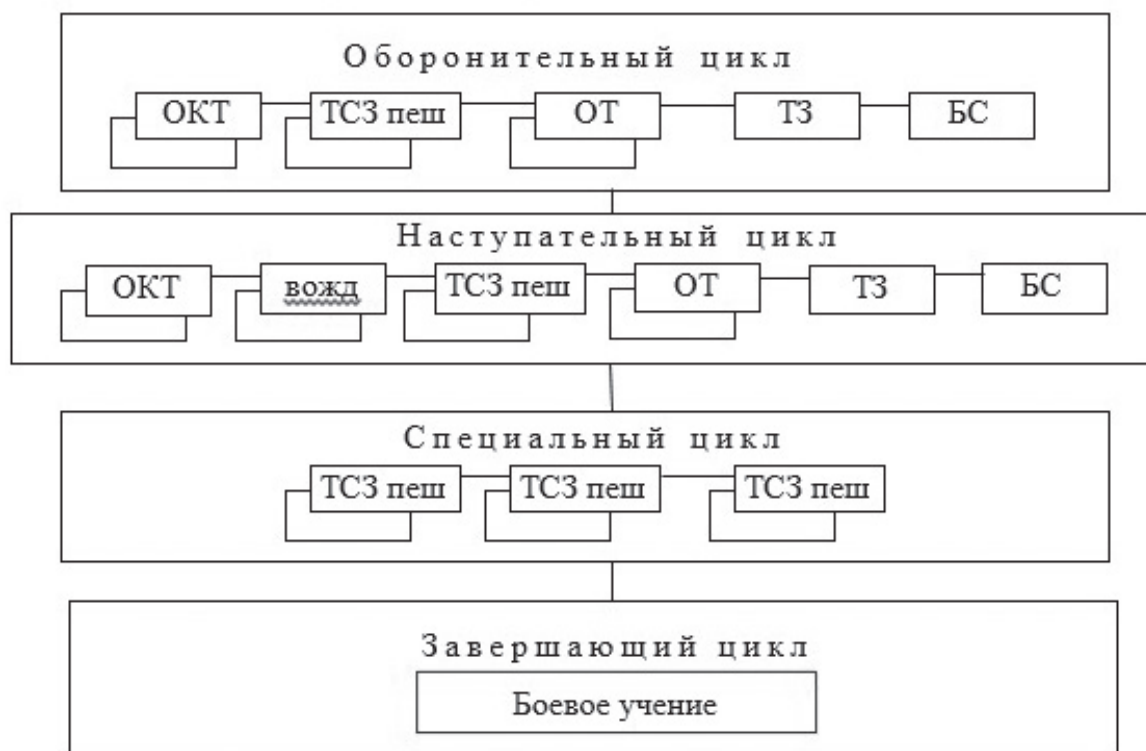 Оборонительный цикл
ОКТ ТСЗ пеш ОТ ТЗ БС
Наступательный цикл
ОКТ вожд ТСЗ пеш ОТ ТЗ БС
Специальный цикл
ТСЗ пеш ТСЗ пеш ТСЗ пеш
Завершающий цикл
Боевое учение